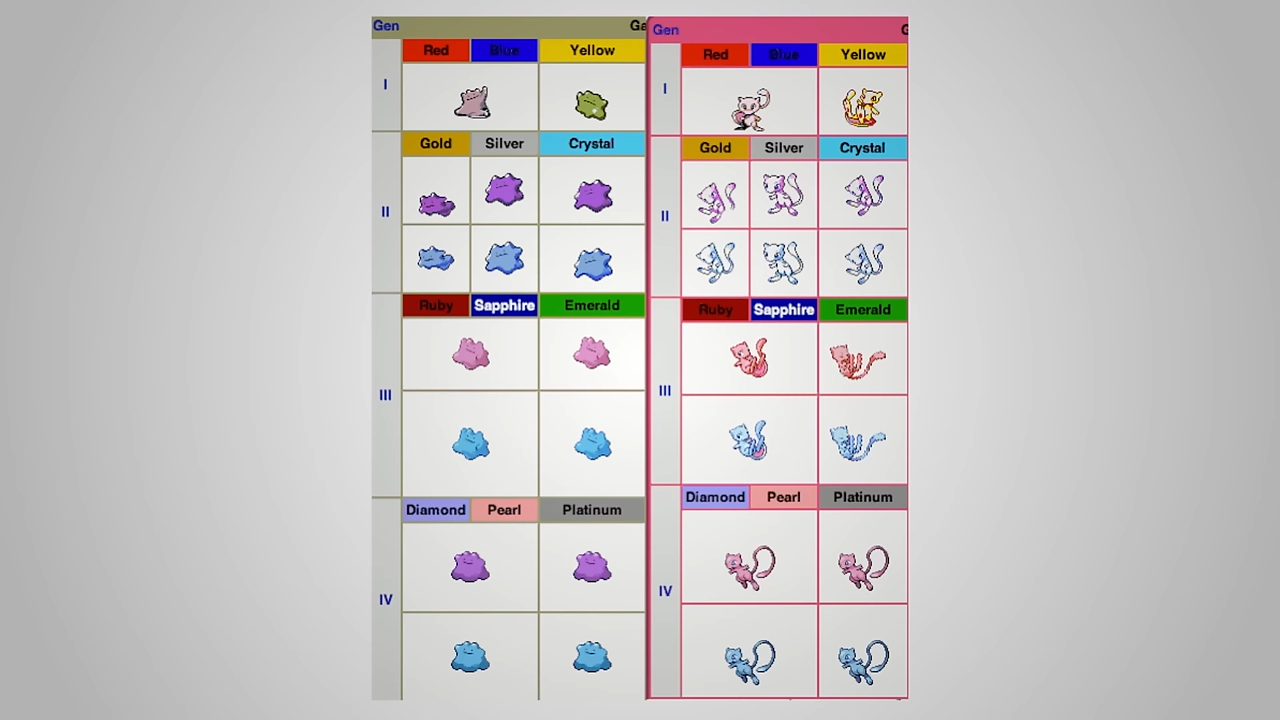 Gen Ga
Red Blue Yellow
I
Gold Silver Crystal
II
Ruby Sapphire Emerald
III
Diamond Pearl Platinum
IV
Gen G
Red Blue Yellow
I
Gold Silver Crystal
II
Ruby Sapphire Emerald
III
Diamond Pearl Platinum
IV